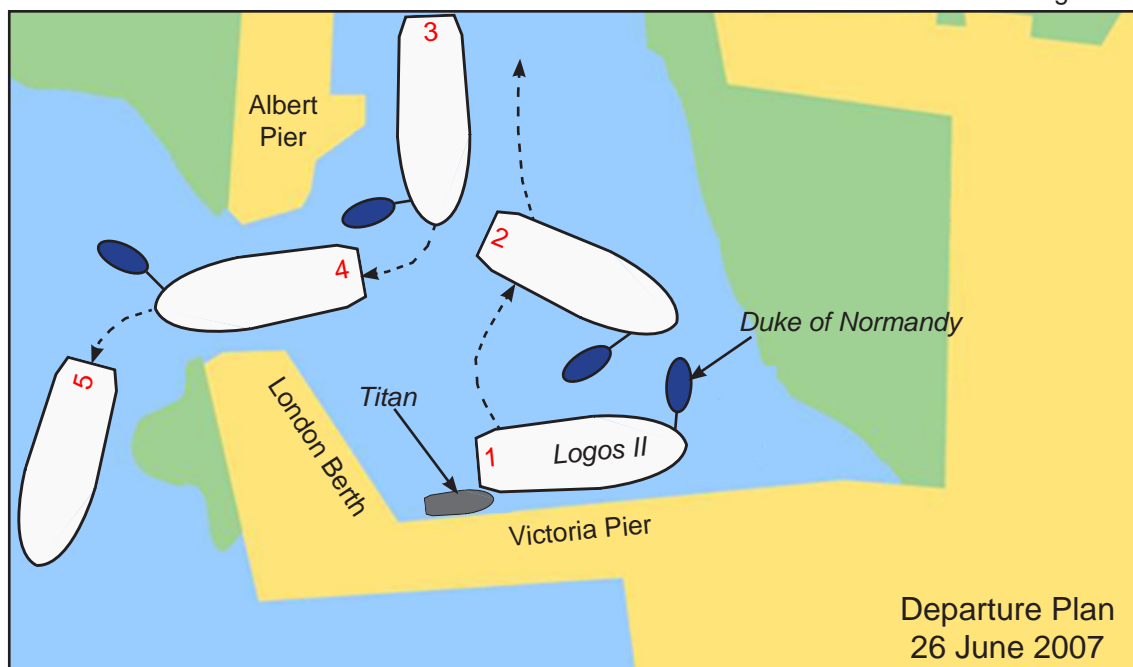 g
3
Albert
Pier
2
4
Duke of Normandy
5
Titan
London Berth
1
Logos II
Victoria Pier
Departure Plan
26 June 2007